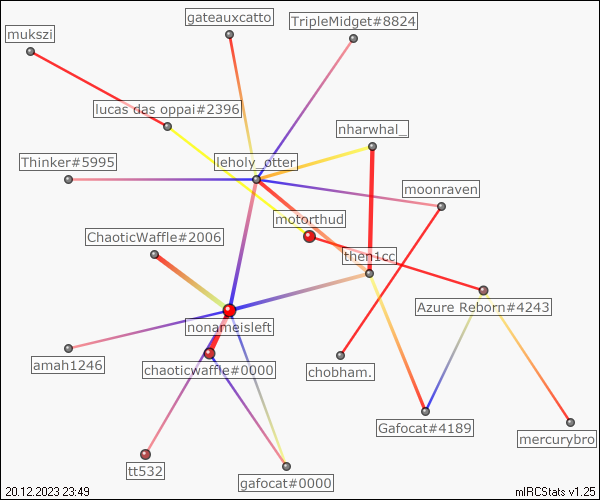 gateauxcatto
TripleMidget#8824
mukszi
lucas das oppai#2396
nharwhal_
Thinker#5995
leholy_otter
moonraven
motorthud
ChaoticWaffle#2006
then1cc
Azure Reborn#4243
nonameisleft
amah1246
chaoticwaffle#0000
chobham.
Gafocat#4189
mercurybro
tt532
gafocat#0000
20.12.2023 23:49
mIRCStats v1.25